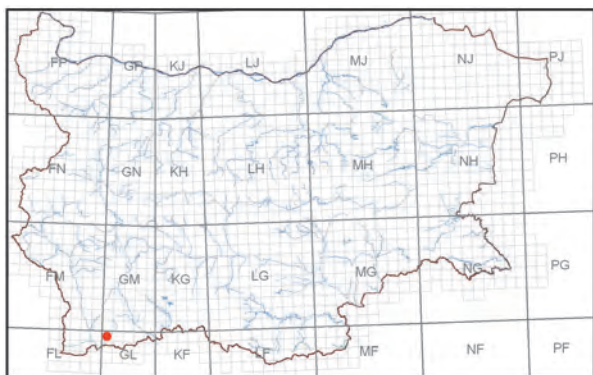 FP GP KJ LJ MJ NJ PJ
FN GN KH LH MH NH PH
FM GM KG LG MG NG PG
FL GL KF LF MF NF PF